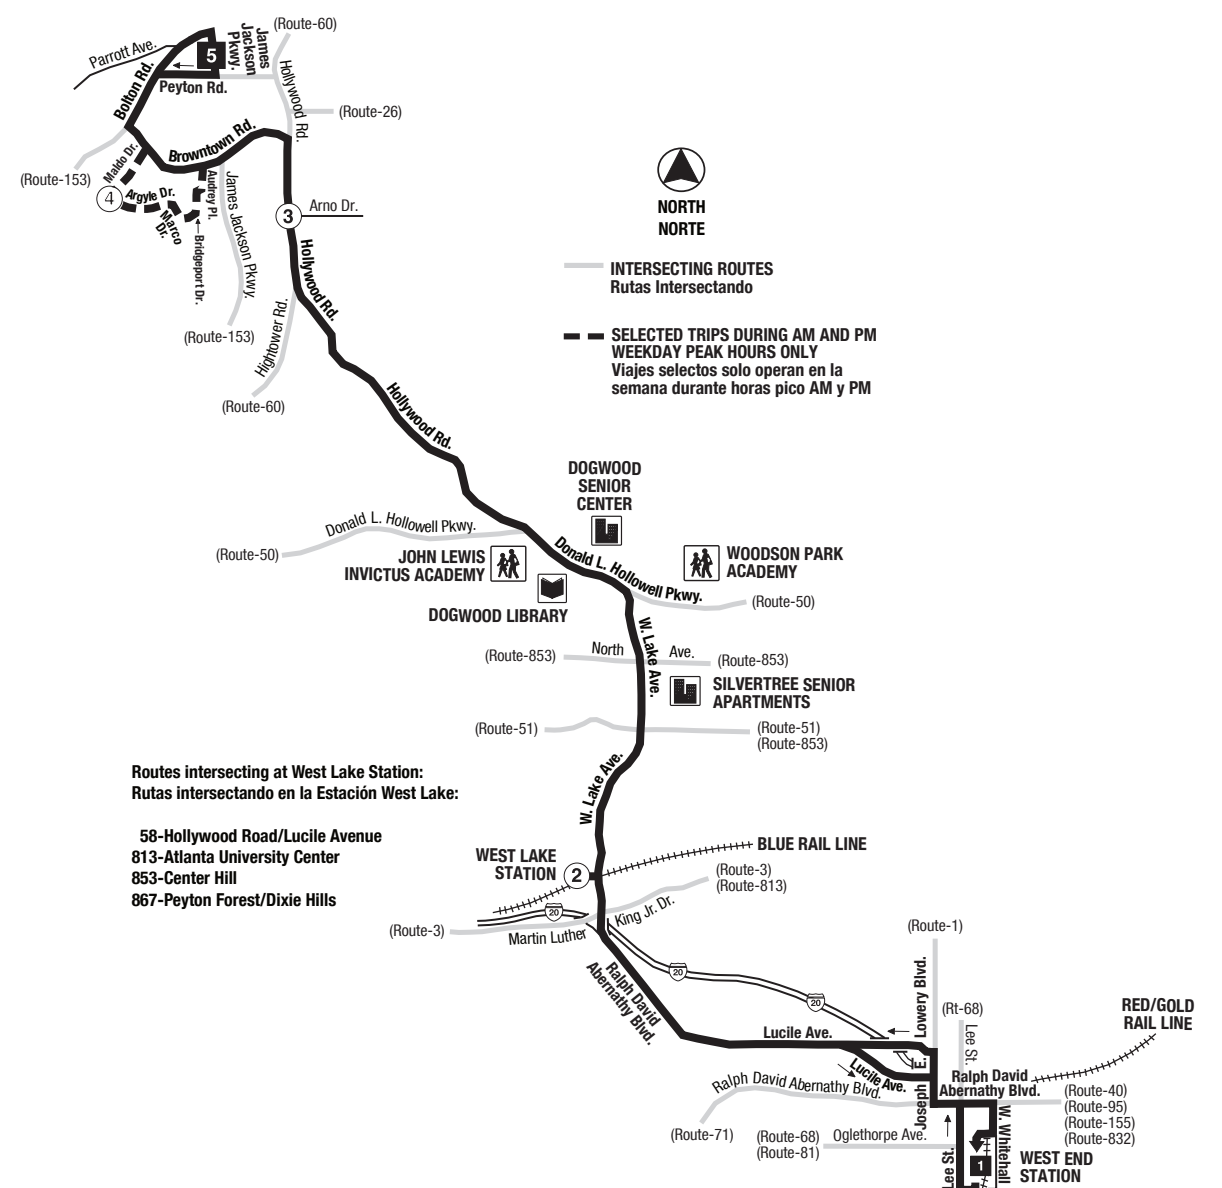 (Route-60)
Parrott Ave.
James
Jackson
Pkwy.
5
Peyton Rd.
Bolton Rd.
Hollywood Rd.
(Route-26)
Browntown Rd.
(Route-153)
Maldo Dr.
4
Argyle Dr.
Marco
Dr.
Audrey Pl.
Bridgeport Dr.
James Jackson Pkwy.
(Route-153)
3
Arno Dr.
Hollywood Rd.
Hightower Rd.
(Route-60)
NORTH
NORTE
INTERSECTING ROUTES
Rutas Intersectando
SELECTED TRIPS DURING AM AND PM
WEEKDAY PEAK HOURS ONLY
Viajes selectos solo operan en la
semana durante horas pico AM y PM
Hollywood Rd.
DOGWOOD
SENIOR
CENTER
Donald L. Hollowell Pkwy.
(Route-50)
JOHN LEWIS
INVICTUS ACADEMY
Donald L. Hollowell Pkwy.
WOODSON PARK
ACADEMY
DOGWOOD LIBRARY
(Route-50)
W. Lake Ave.
(Route-853)
North Ave.
(Route-853)
SILVERTREE SENIOR
APARTMENTS
(Route-51)
(Route-51)
(Route-853)
W. Lake Ave.
Routes intersecting at West Lake Station:
Rutas intersectando en la Estación West Lake:
58-Hollywood Road/Lucile Avenue
813-Atlanta University Center
853-Center Hill
867-Peyton Forest/Dixie Hills
WEST LAKE
STATION
2
BLUE RAIL LINE
(Route-3)
(Route-813)
20
(Route-3)
Martin Luther King Jr. Dr.
Ralph David
Abernathy Blvd.
20
20
(Route-1)
Joseph E. Lowery Blvd.
(Rt-68)
Lee St.
RED/GOLD
RAIL LINE
Lucile Ave.
Lucile Ave.
Ralph David
Abernathy Blvd.
Ralph David Abernathy Blvd.
(Route-71)
(Route-40)
(Route-95)
(Route-155)
(Route-832)
(Route-68)
(Route-81)
Oglethorpe Ave.
Lee St.
W. Whitehall
1
WEST END
STATION